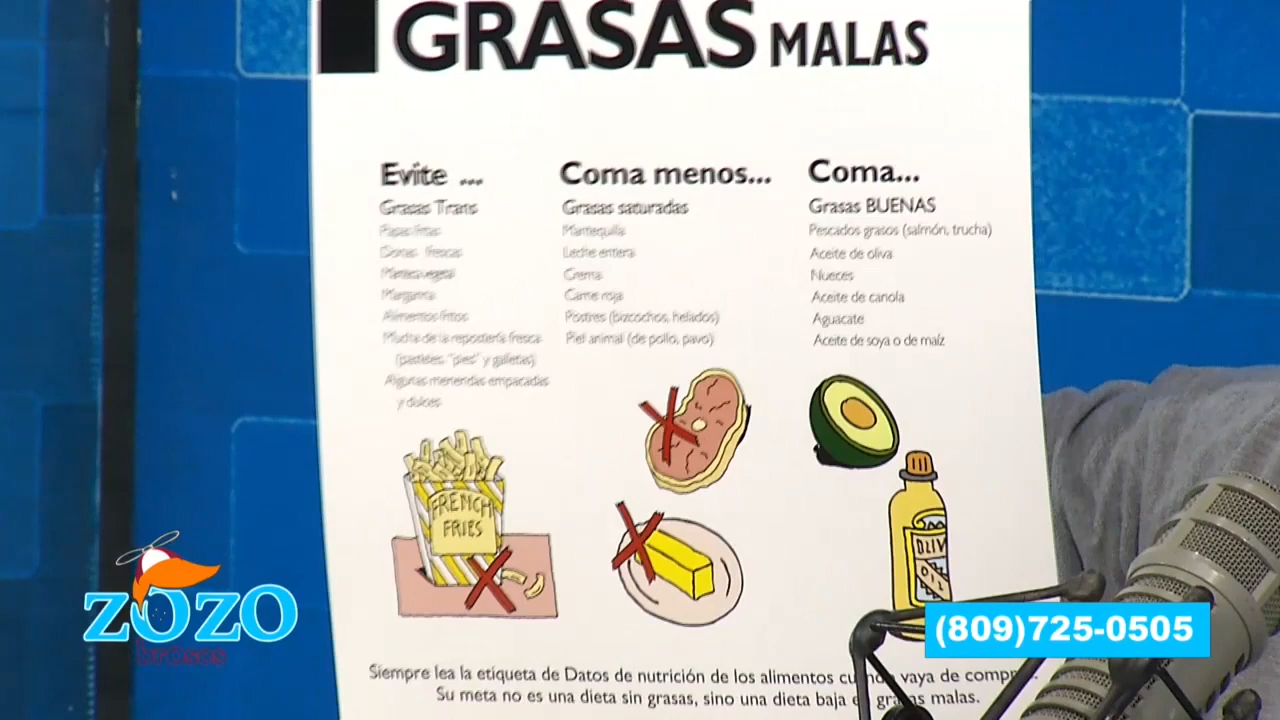 GRASAS MALAS
Evite ...
Grasas Trans
Papas fritas
Donas frescas
Manteca vegetal
Margarina
Alimentos fritos
Mucha de la repostería fresca
(pasteles, "pies" y galletas)
Algunas meriendas empacadas
y dulces
Coma menos...
Grasas saturadas
Mantequilla
Leche entera
Crema
Carne roja
Postres (bizcochos, helados)
Piel animal (de pollo, pavo)
Coma...
Grasas BUENAS
Pescados grasos (salmón, trucha)
Aceite de oliva
Nueces
Aceite de canola
Aguacate
Aceite de soya o de maíz
FRENCH
FRIES
OLIV
OIL
Siempre lea la etiqueta de Datos de nutrición de los alimentos vaya de
Su meta no es una dieta sin grasas, sino una dieta baja malas.
ZOZO
brosos
(809)725-0505